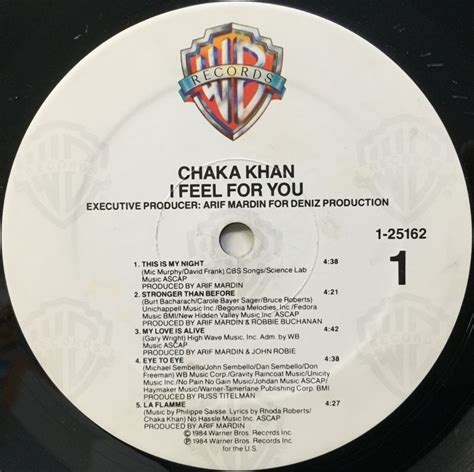 WB
RECORDS
CHAKA KHAN
I FEEL FOR YOU
EXECUTIVE PRODUCER: ARIF MARDIN FOR DENIZ PRODUCTION
1-25162
1
1. THIS IS MY NIGHT 4:38
(Mic Murphy/David Frank) CBS Songs/Science Lab
Music ASCAP
PRODUCED BY ARIF MARDIN
2. STRONGER THAN BEFORE 4:21
(Burt Bacharach/Carole Bayer Sager/Bruce Roberts)
Unichappell Music Inc./Begonia Melodies, Inc./Fedora
Music BMI/New Hidden Valley Music Inc. ASCAP
PRODUCED BY ARIF MARDIN & ROBBIE BUCHANAN
3. MY LOVE IS ALIVE 4:42
(Gary Wright) High Wave Music, Inc. Adm. by WB
Music ASCAP
PRODUCED BY ARIF MARDIN & JOHN ROBIE
4. EYE TO EYE 4:38
(Michael Sembello/John Sembello/Dan Sembello/Don
Freeman) WB Music Corp./Gravity Raincoat Music/Unicity
Music Inc./No Pain No Gain Music/Johdan Music ASCAP/
Haymaker Music/Warner-Tamerlane Publishing Corp. BMI
PRODUCED BY RUSS TITELMAN
5. LA FLAMME 4:27
(Music by Philippe Saisse Lyrics by Rhoda Roberts/
Chaka Khan) No Hassle Music Inc. ASCAP
PRODUCED BY ARIF MARDIN
© 1984 Warner Bros. Records Inc.
℗ 1984 Warner Bros. Records Inc.
for the U.S.